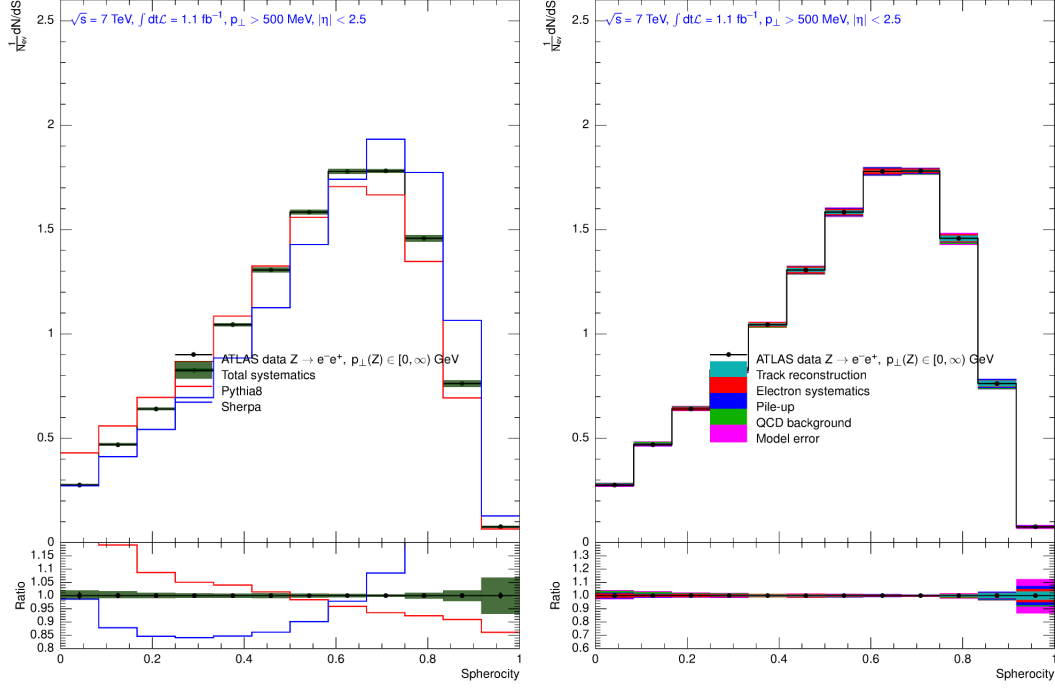 1/N_ev dN/dS
√s = 7 TeV, ∫ dtℒ = 1.1 fb⁻¹, p⊥ > 500 MeV, |η| < 2.5
2.5
2
1.5
1
0.5
0
ATLAS data Z → e⁻e⁺, p⊥(Z) ∈ [0, ∞) GeV
Total systematics
Pythia8
Sherpa
Ratio
1.15
1.1
1.05
1.0
0.95
0.9
0.85
0.8
0 0.2 0.4 0.6 0.8 1
Spherocity
1/N_ev dN/dS
√s = 7 TeV, ∫ dtℒ = 1.1 fb⁻¹, p⊥ > 500 MeV, |η| < 2.5
2.5
2
1.5
1
0.5
0
ATLAS data Z → e⁻e⁺, p⊥(Z) ∈ [0, ∞) GeV
Track reconstruction
Electron systematics
Pile-up
QCD background
Model error
Ratio
1.3
1.2
1.1
1.0
0.9
0.8
0.7
0.6
0 0.2 0.4 0.6 0.8 1
Spherocity